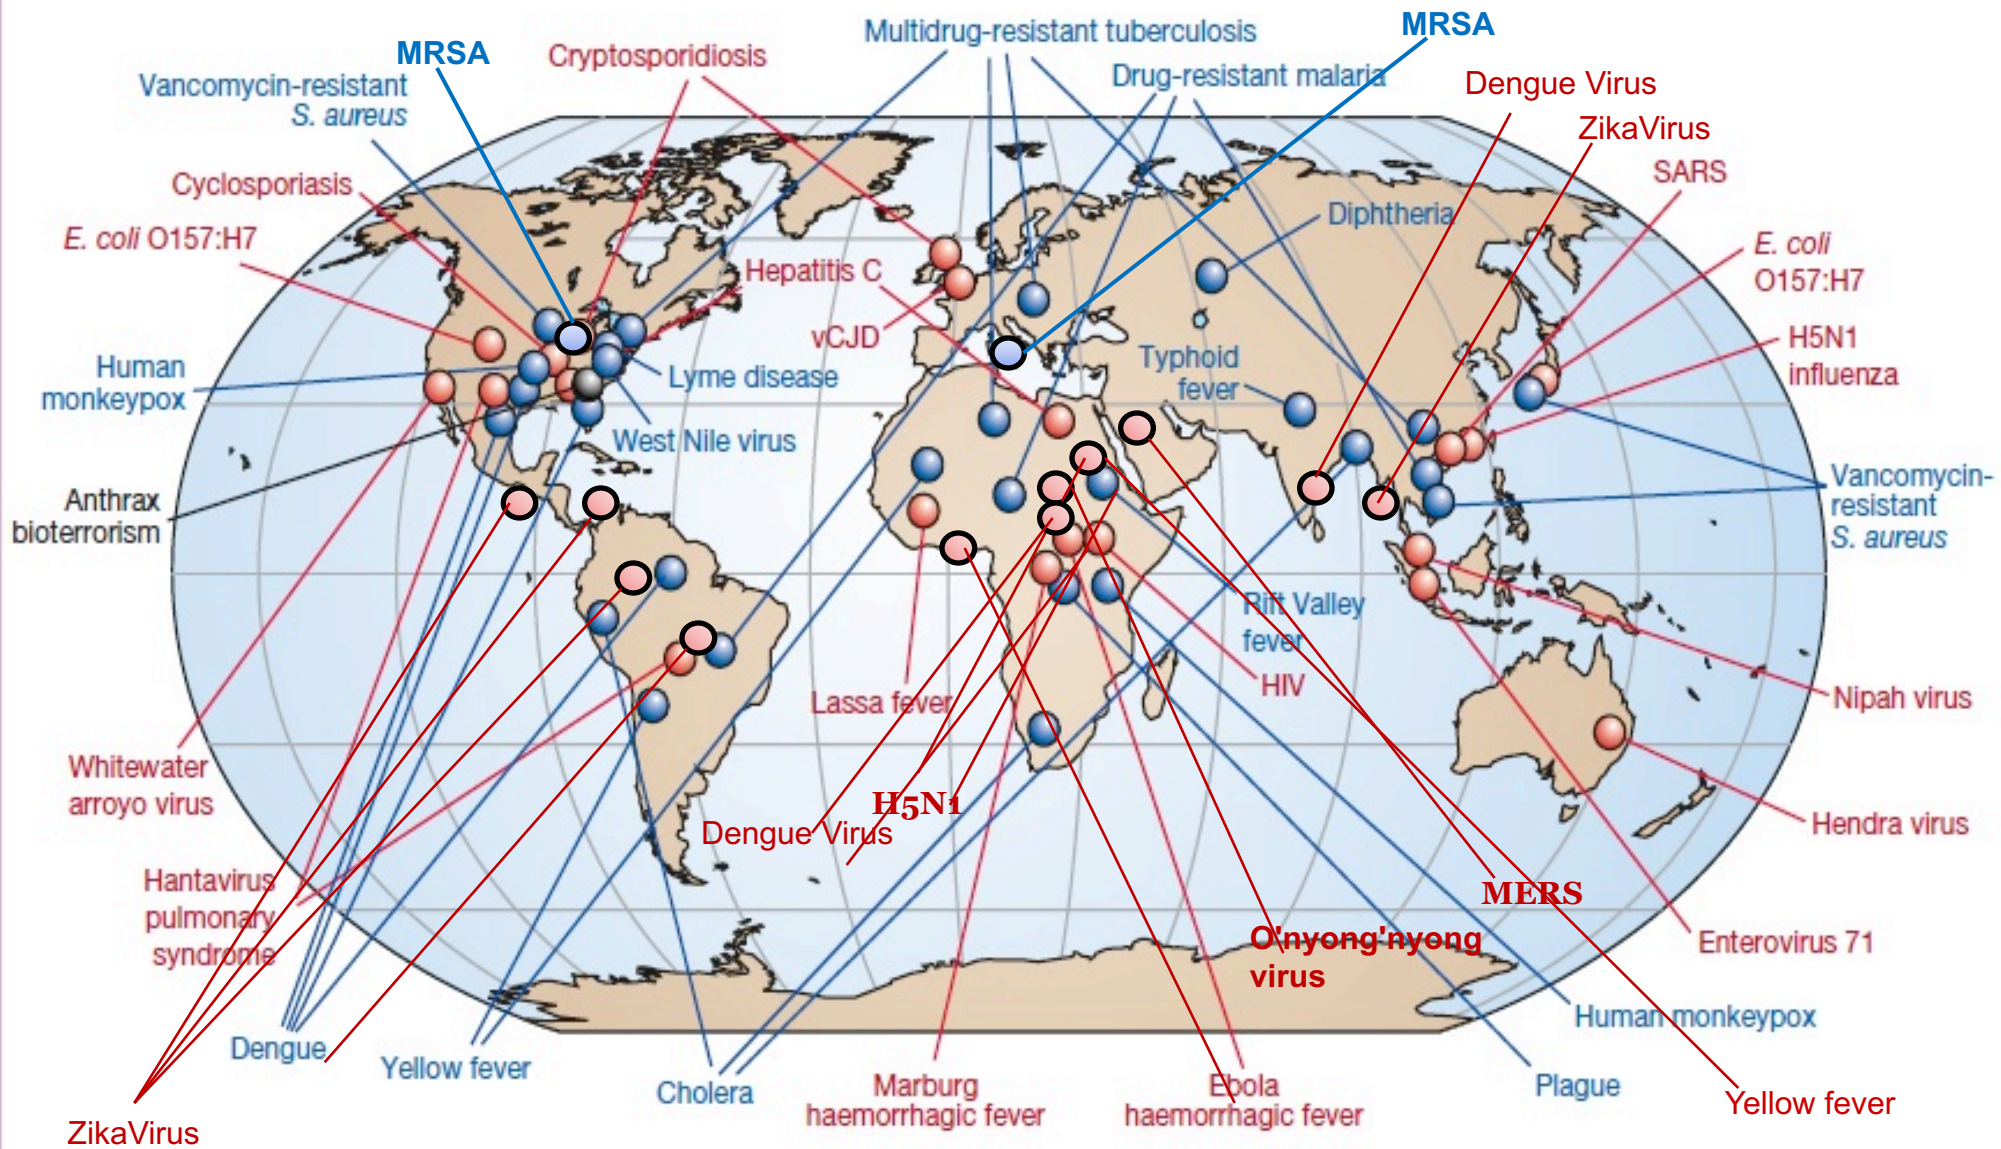 MRSA
Cryptosporidiosis
Multidrug-resistant tuberculosis
MRSA
Vancomycin-resistant
S. aureus
Drug-resistant malaria
Dengue Virus
ZikaVirus
SARS
Cyclosporiasis
E. coli O157:H7
Diphtheria
E. coli
O157:H7
Hepatitis C
vCJD
H5N1
influenza
Human
monkeypox
Lyme disease
Typhoid
fever
West Nile virus
Anthrax
bioterrorism
Vancomycin-
resistant
S. aureus
Rift Valley
fever
HIV
Lassa fever
Nipah virus
Whitewater
arroyo virus
H5N1
Dengue Virus
Hendra virus
Hantavirus
pulmonary
syndrome
MERS
O'nyong'nyong
virus
Enterovirus 71
Human monkeypox
Dengue
Yellow fever
Cholera
Marburg
haemorrhagic fever
Ebola
haemorrhagic fever
Plague
Yellow fever
ZikaVirus